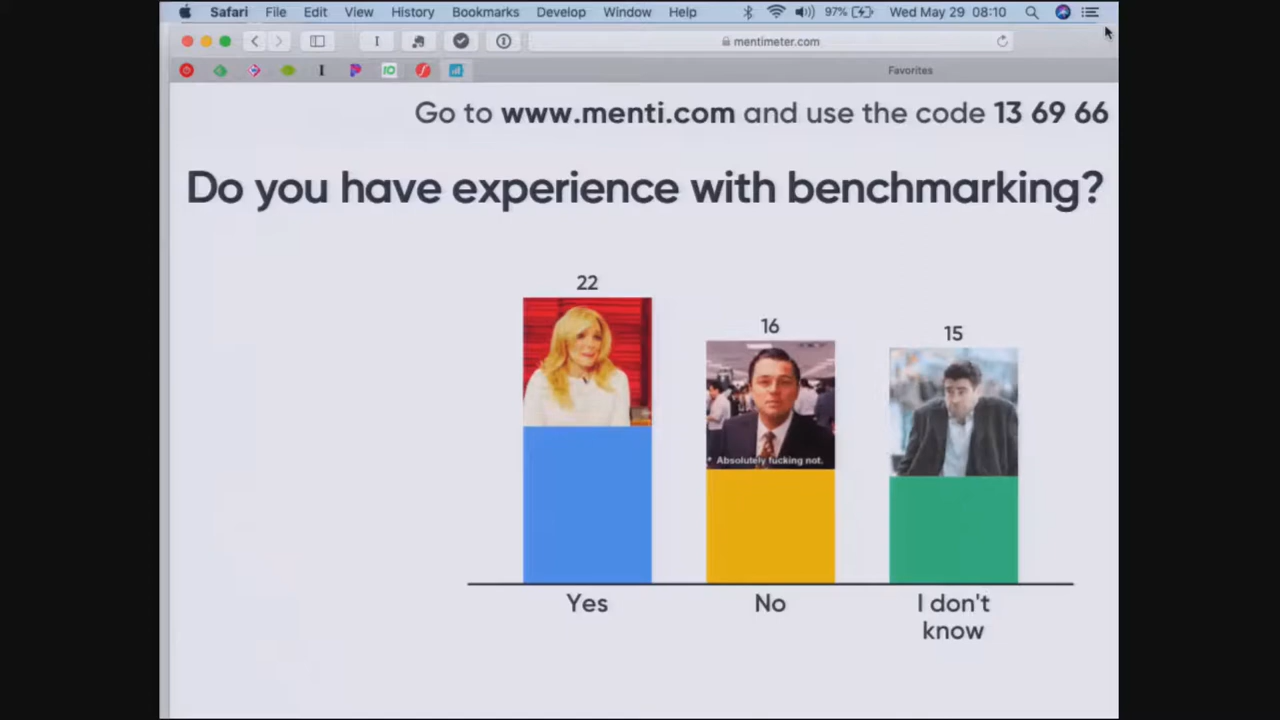 Safari File Edit View History Bookmarks Develop Window Help 97% Wed May 29 08:10
mentimeter.com
Favorites
Go to www.menti.com and use the code 13 69 66
Do you have experience with benchmarking?
22
16
15
* Absolutely fucking not.
Yes
No
I don't
know